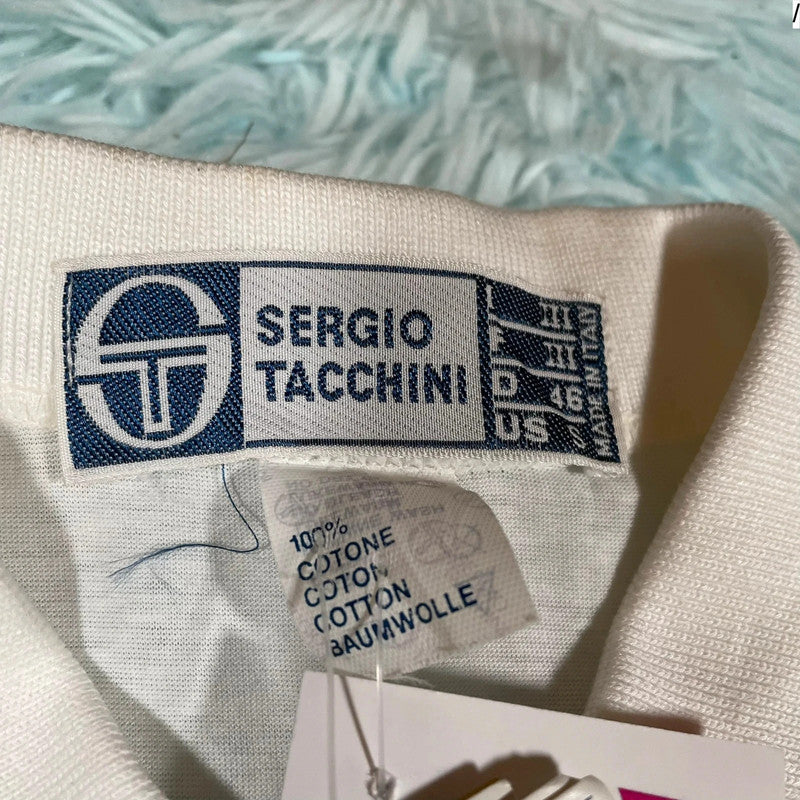 SERGIO
TACCHINI
I III
F III
D 46
US
MADE IN ITALY
100%
COTONE
COTON
COTTON
BAUMWOLLE